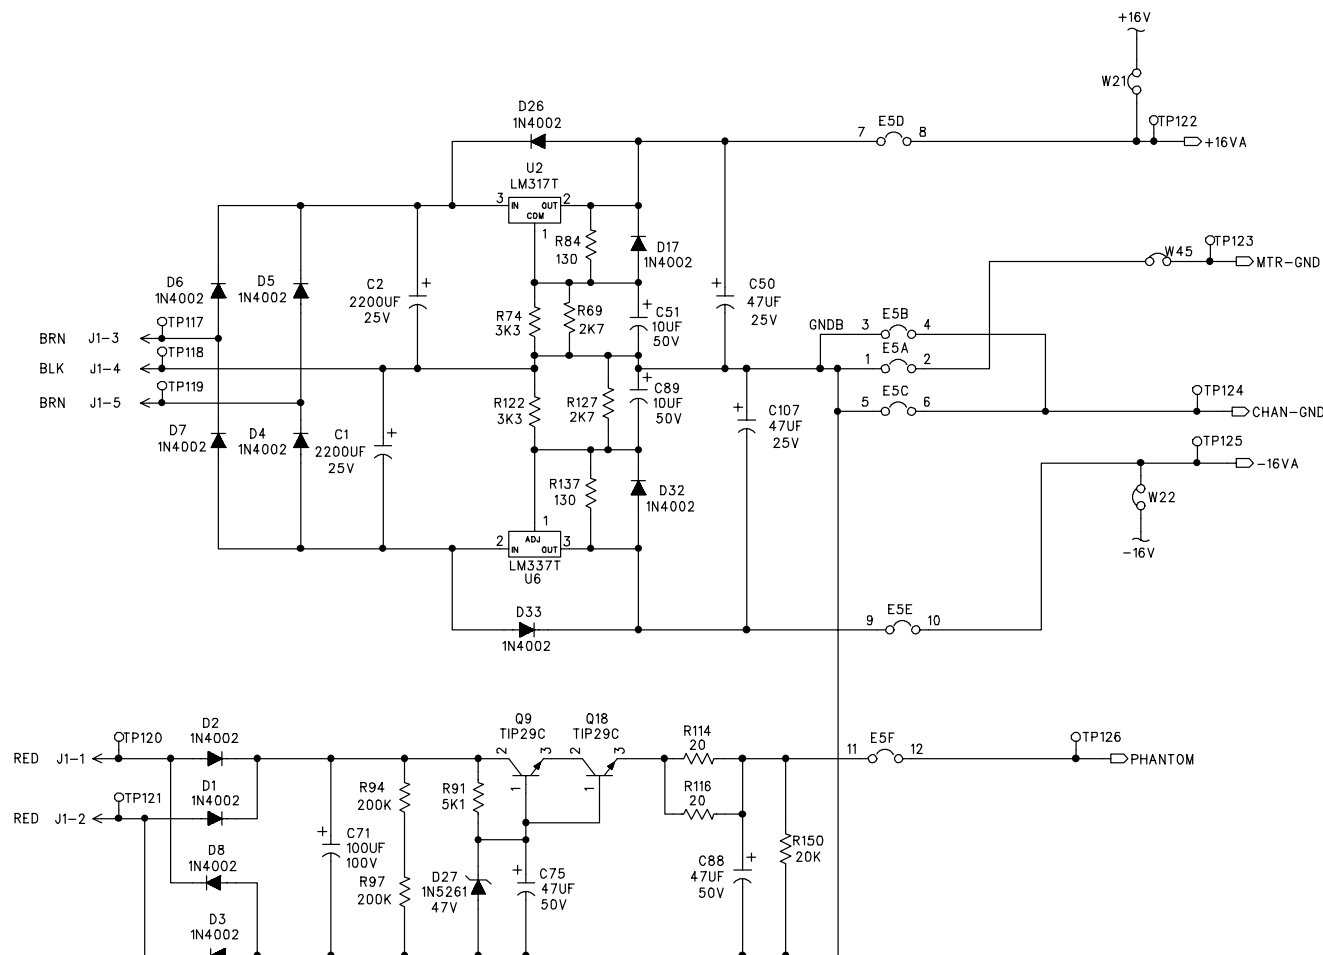 +16V
W21
D26
1N4002
7 E5D 8
TP122
+16VA
U2
LM317T
3 IN OUT 2
COM
1
R84
130
D17
1N4002
W45
TP123
MTR-GND
D6
1N4002
D5
1N4002
C2
2200UF
25V
+
R74
3K3
R69
2K7
+
C51
10UF
50V
+
C50
47UF
25V
GNDB
3 E5B 4
BRN J1-3
TP117
BLK J1-4
TP118
1 E5A 2
BRN J1-5
TP119
5 E5C 6
TP124
CHAN-GND
D7
1N4002
D4
1N4002
C1
2200UF
25V
+
R122
3K3
R127
2K7
+
C89
10UF
50V
+
C107
47UF
25V
TP125
-16VA
W22
-16V
R137
130
D32
1N4002
1
ADJ
2 IN OUT 3
LM337T
U6
D33
1N4002
9 E5E 10
RED J1-1
TP120
D2
1N4002
Q9
TIP29C
2 3
1
Q18
TIP29C
2 3
1
R114
20
11 E5F 12
TP126
PHANTOM
RED J1-2
TP121
D1
1N4002
R94
200K
R91
5K1
R116
20
D8
1N4002
+
C71
100UF
100V
R97
200K
D27
1N5261
47V
+
C75
47UF
50V
+
C88
47UF
50V
R150
20K
D3
1N4002